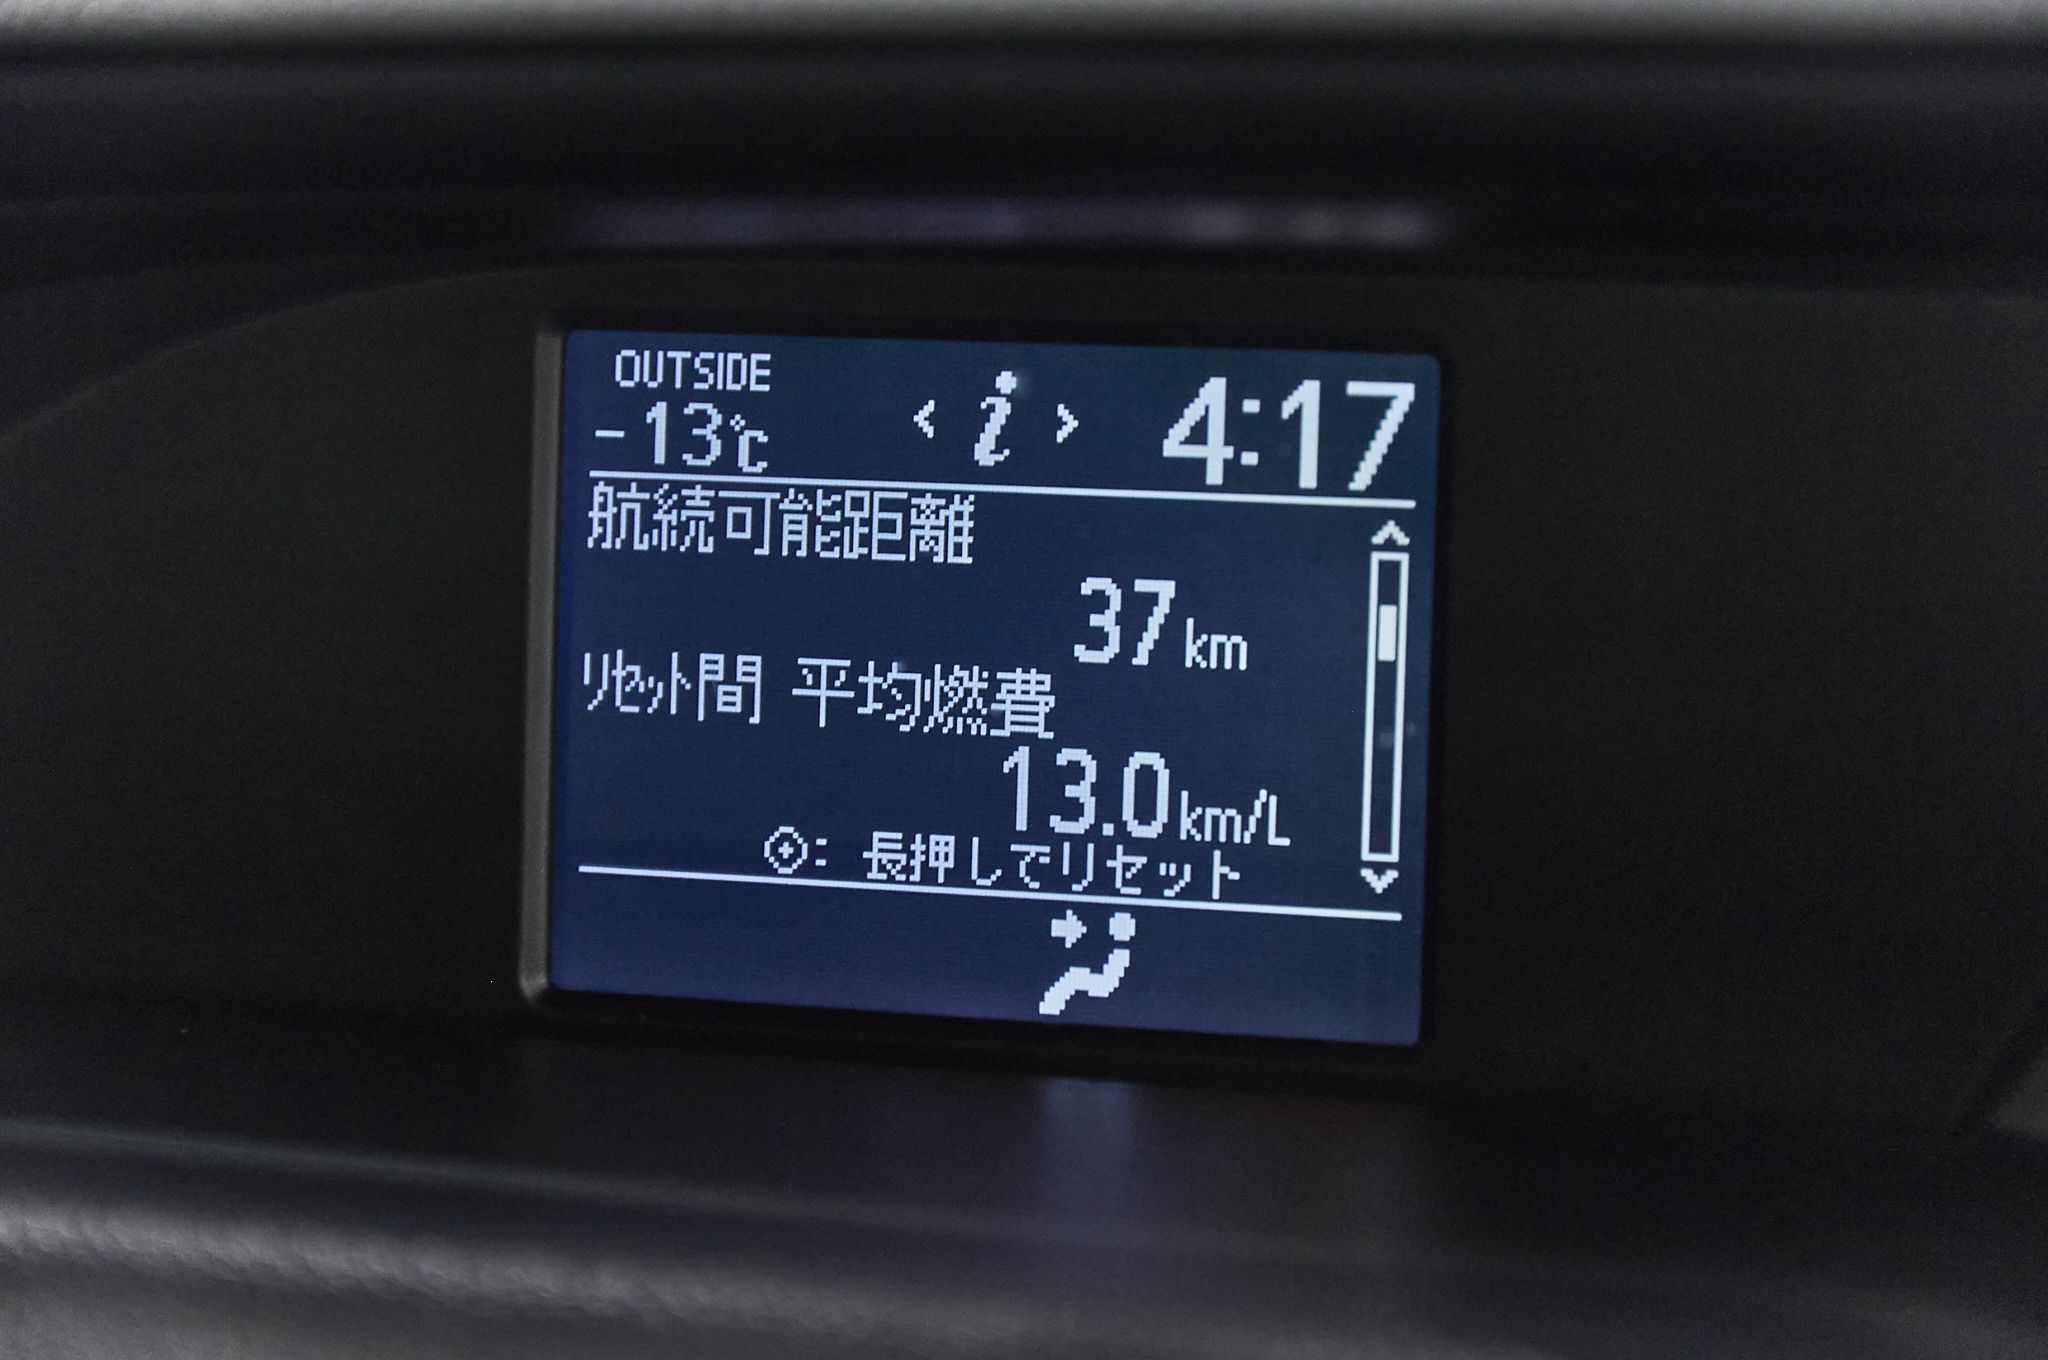 OUTSIDE
-13℃
< i >
4:17
航続可能距離
37km
リセット間 平均燃費
13.0km/L
長押しでリセット